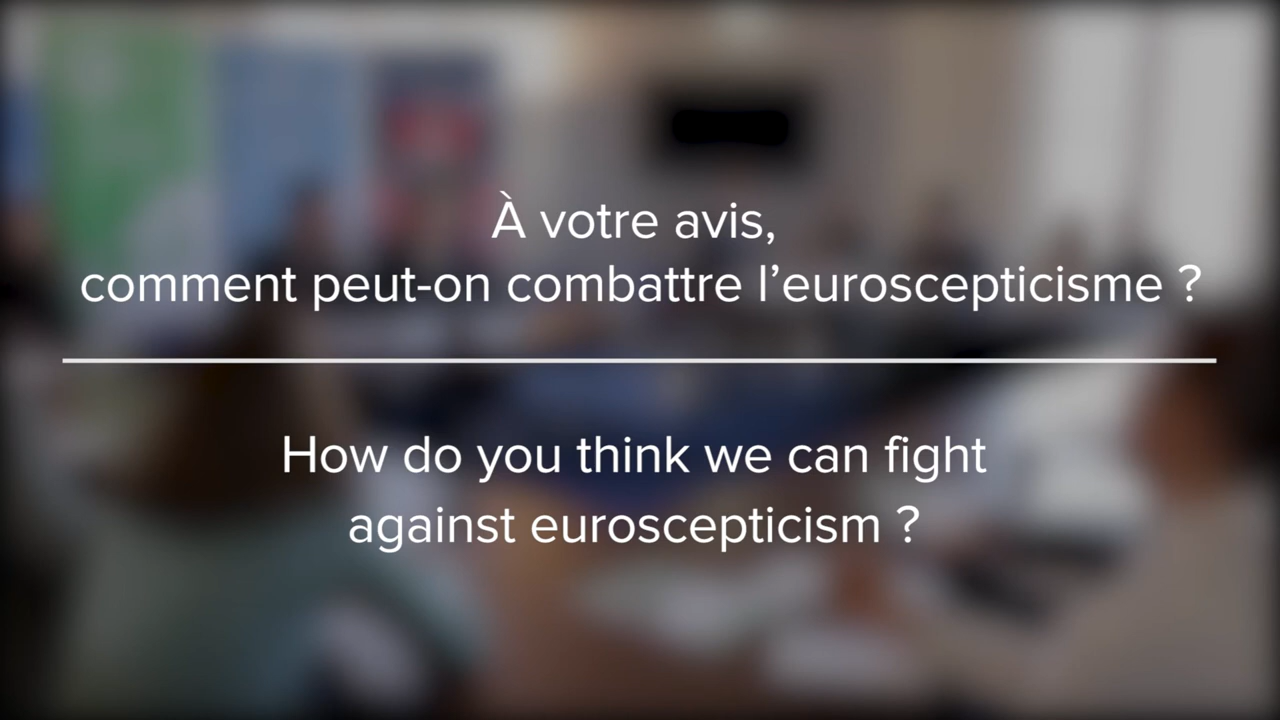 À votre avis,
comment peut-on combattre l’euroscepticisme ?
How do you think we can fight
against euroscepticism ?